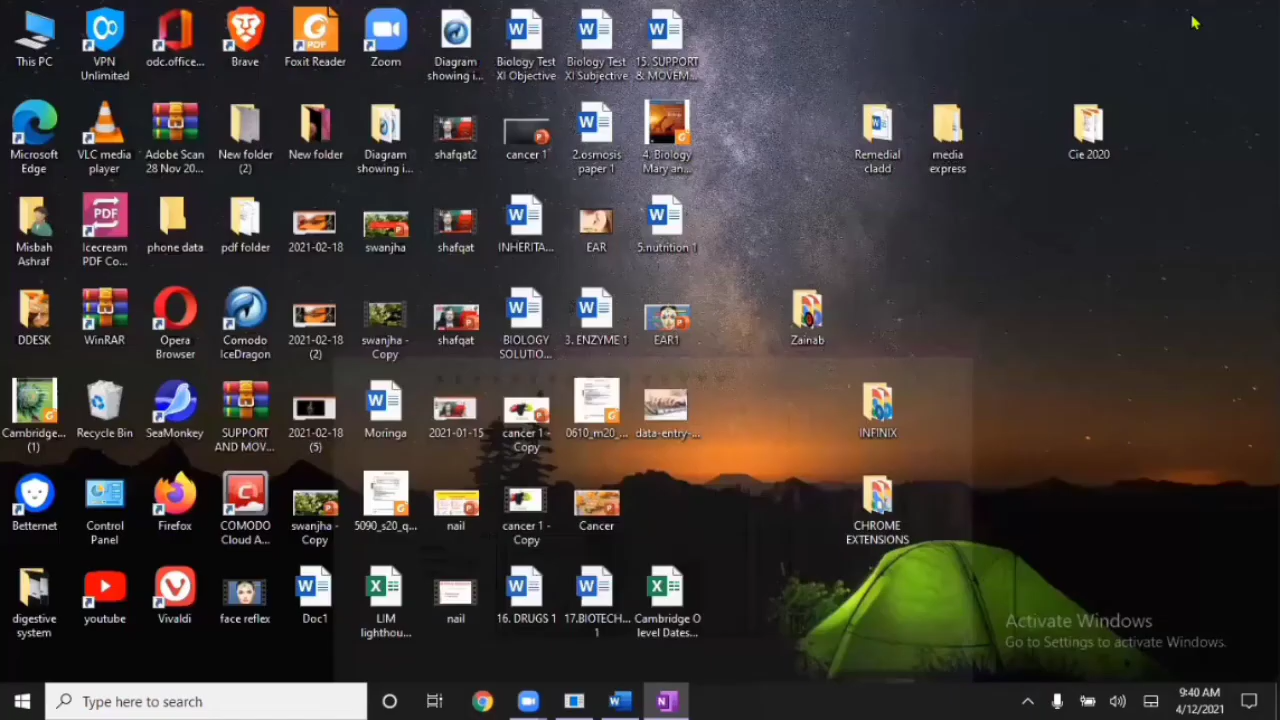 This PC
VPN
Unlimited
odc.office...
Brave
Foxit Reader
Zoom
Diagram
showing i...
Biology Test
XI Objective
Biology Test
XI Subjective
15. SUPPORT
& MOVEM...
Microsoft
Edge
VLC media
player
Adobe Scan
28 Nov 20...
New folder
(2)
New folder
Diagram
showing i...
shafqat2
cancer 1
2.osmosis
paper 1
4. Biology
Mary an...
Remedial
cladd
media
express
Cie 2020
Misbah
Ashraf
PDF
Icecream
PDF Co...
phone data
pdf folder
2021-02-18
swanjha
shafqat
INHERITA...
EAR
5.nutrition 1
DDESK
WinRAR
Opera
Browser
Comodo
IceDragon
2021-02-18
(2)
swanjha -
Copy
shafqat
BIOLOGY
SOLUTIO...
3. ENZYME 1
EAR1
Zainab
Cambridge...
(1)
Recycle Bin
SeaMonkey
SUPPORT
AND MOV...
2021-02-18
(5)
Moringa
2021-01-15
cancer 1 -
Copy
0610_m20_...
data-entry-...
INFINIX
Betternet
Control
Panel
Firefox
COMODO
Cloud A...
swanjha -
Copy
5090_s20_q...
nail
cancer 1 -
Copy
Cancer
CHROME
EXTENSIONS
digestive
system
youtube
Vivaldi
face reflex
Doc1
LIM
lighthou...
nail
16. DRUGS 1
17.BIOTECH...
1
Cambridge O
level Dates...
Activate Windows
Go to Settings to activate Windows.
Type here to search
9:40 AM
4/12/2021